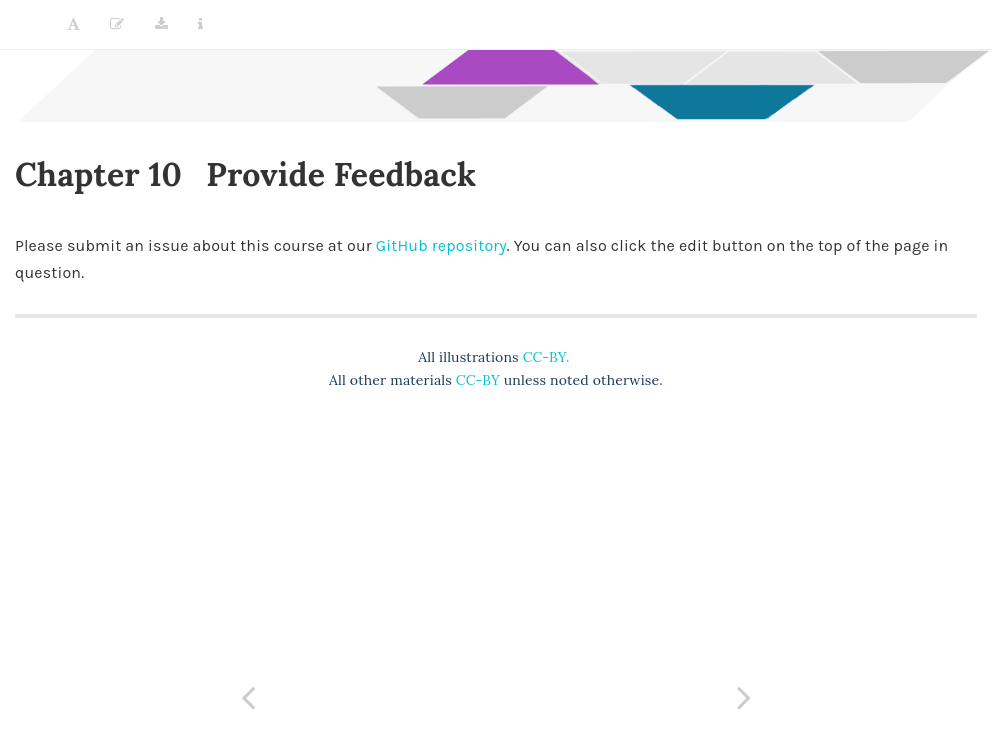 Chapter 10 Provide Feedback
Please submit an issue about this course at our GitHub repository. You can also click the edit button on the top of the page in
question.
All illustrations CC-BY.
All other materials CC-BY unless noted otherwise.